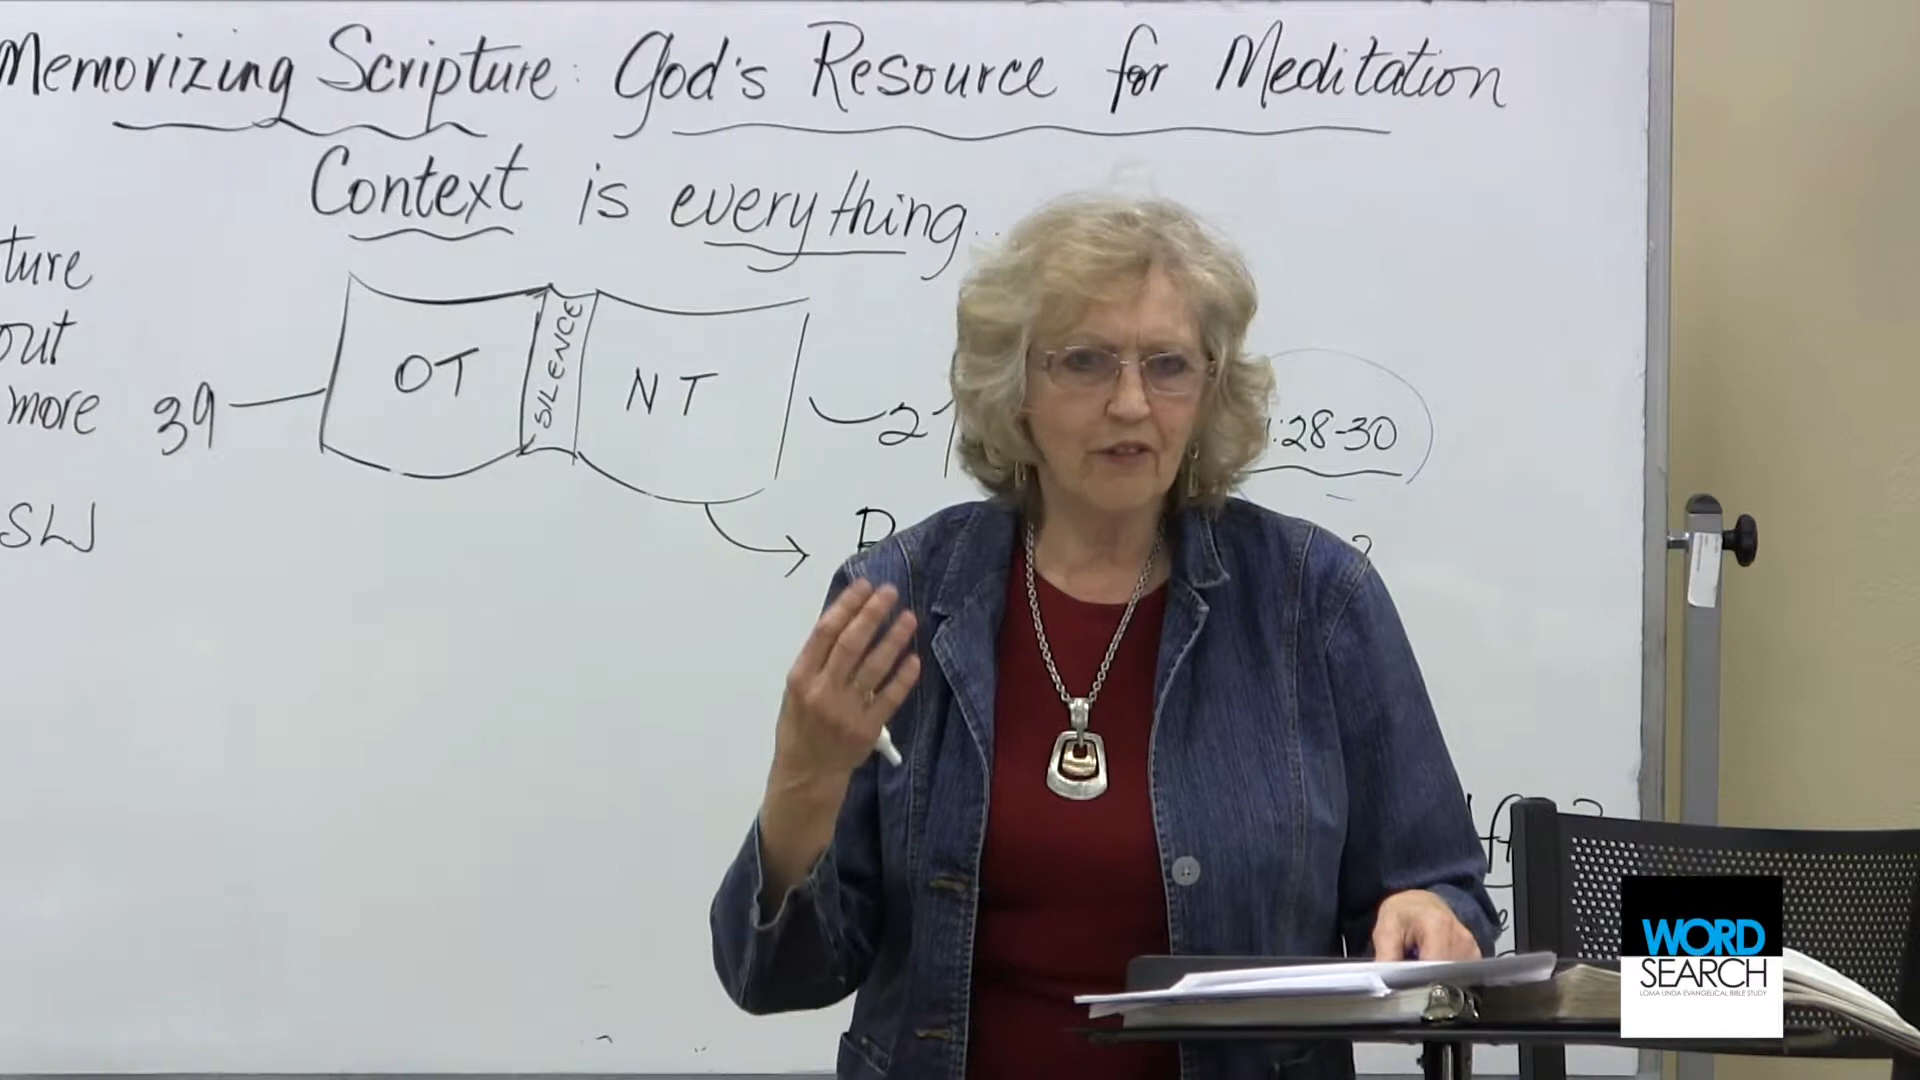 Memorizing Scripture: God's Resource for Meditation
Context is everything...
ture
out
more
39
OT
SILENCE
NT
:28-30
SW
WORD
SEARCH
LOMA LINDA EVANGELICAL BIBLE STUDY